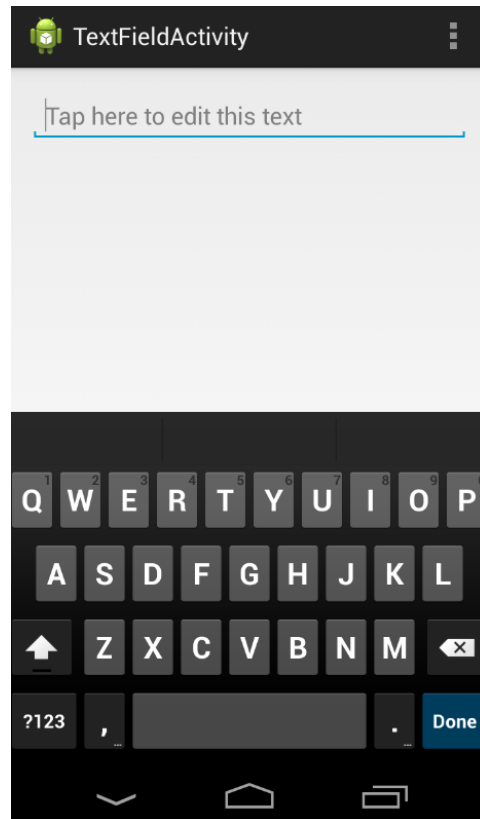 TextFieldActivity
Tap here to edit this text
1 2 3 4 5 6 7 8 9
Q W E R T Y U I O P
A S D F G H J K L
Z X C V B N M
?123 , ... . ... Done